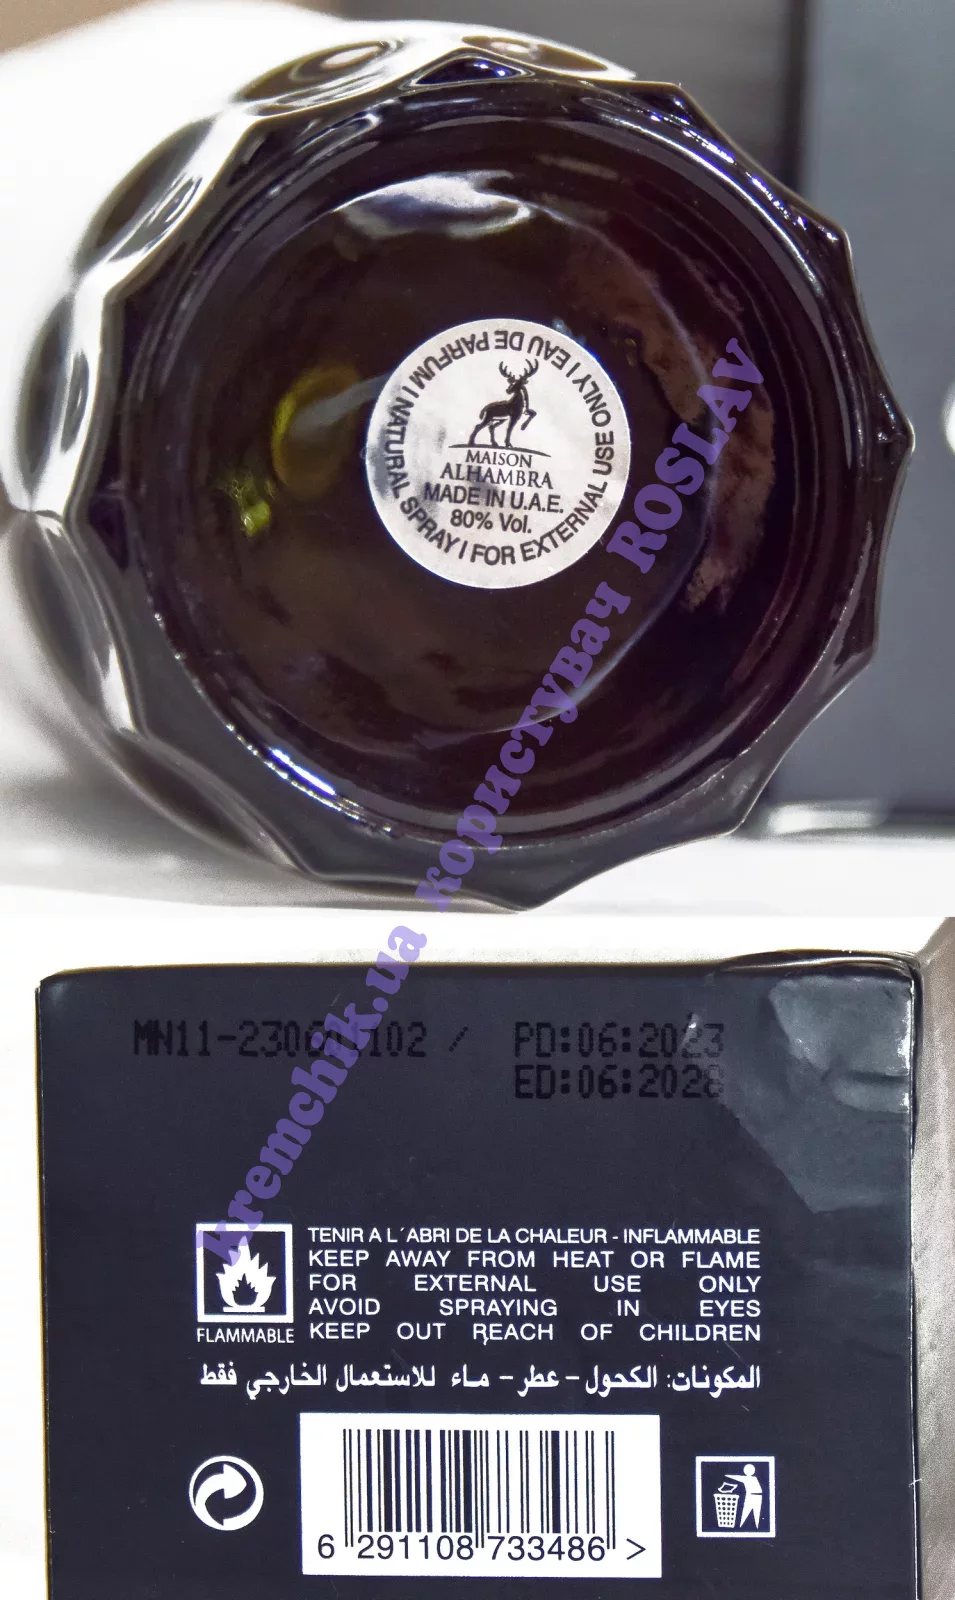 EAU DE PARFUM | NATURAL SPRAY | FOR EXTERNAL USE ONLY |
MAISON
ALHAMBRA
MADE IN U.A.E.
80% Vol.
kremchik.ua користувач ROSLAV
PD:06:2023
ED:06:2028
TENIR A L´ABRI DE LA CHALEUR - INFLAMMABLE
KEEP AWAY FROM HEAT OR FLAME
FOR EXTERNAL USE ONLY
AVOID SPRAYING IN EYES
KEEP OUT REACH OF CHILDREN
FLAMMABLE
المكونات: الكحول - عطر - ماء للاستعمال الخارجي فقط
6 291108 733486 >